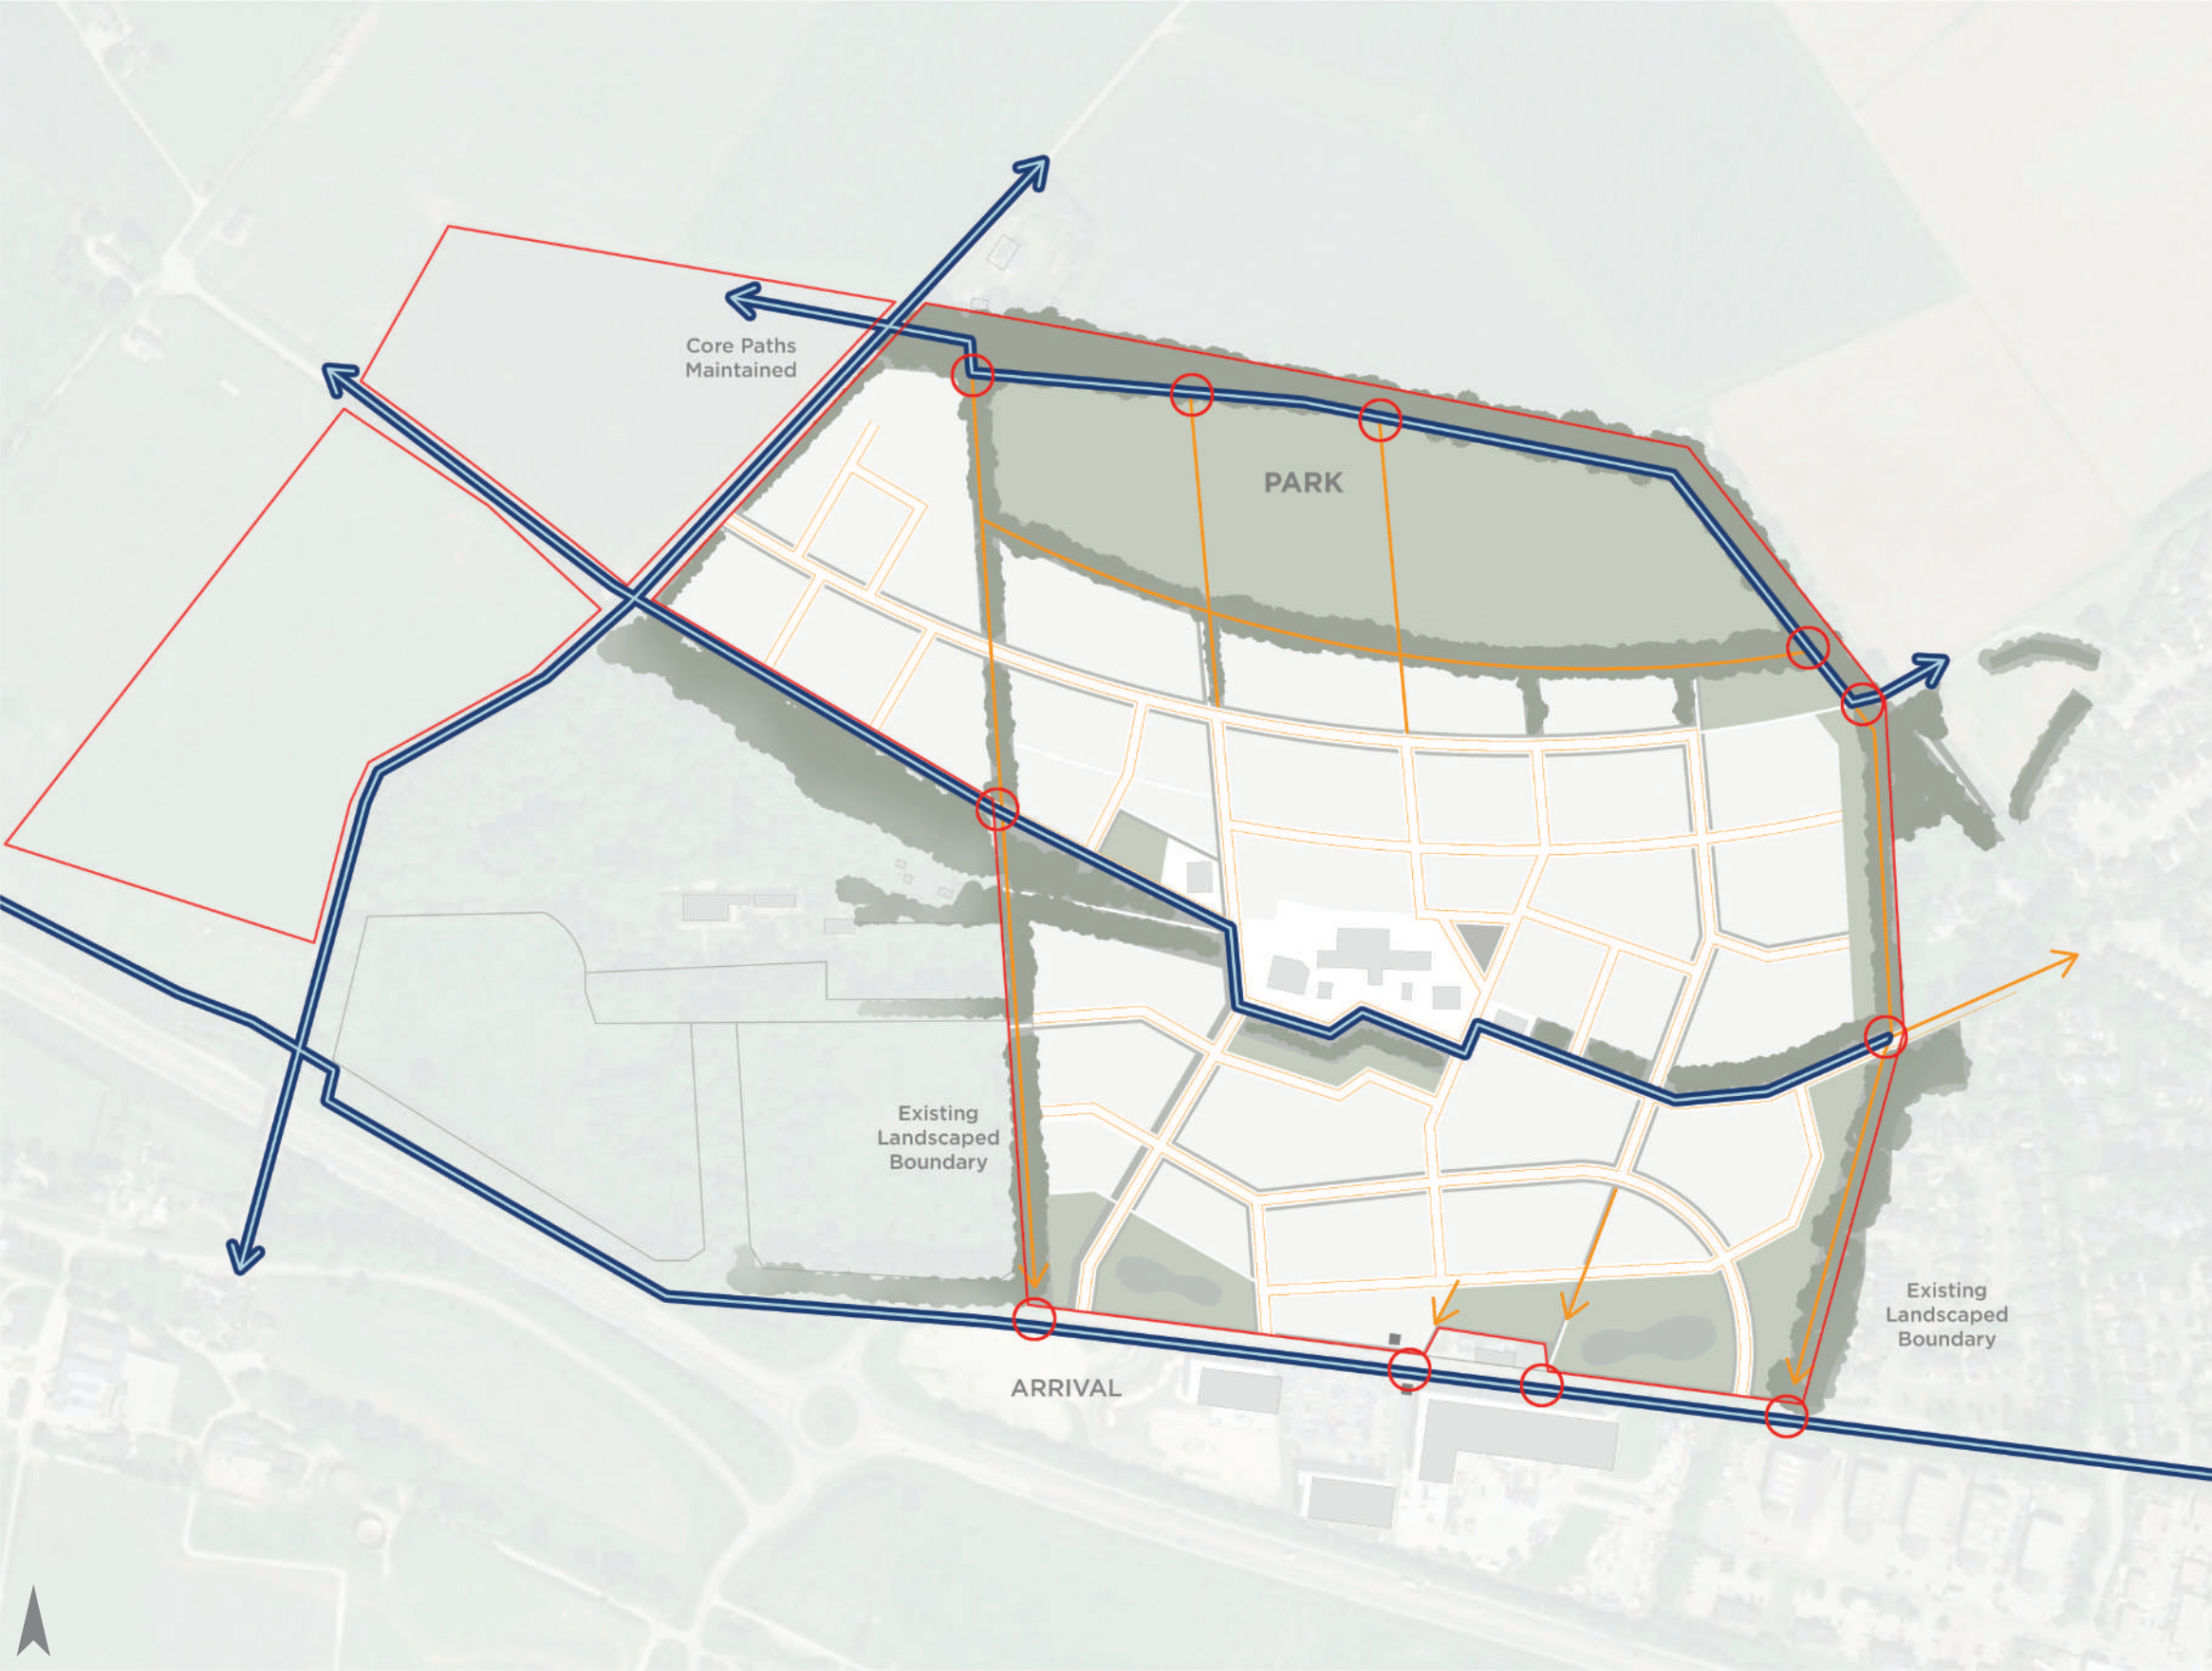 Core Paths
Maintained
PARK
Existing
Landscaped
Boundary
Existing
Landscaped
Boundary
ARRIVAL